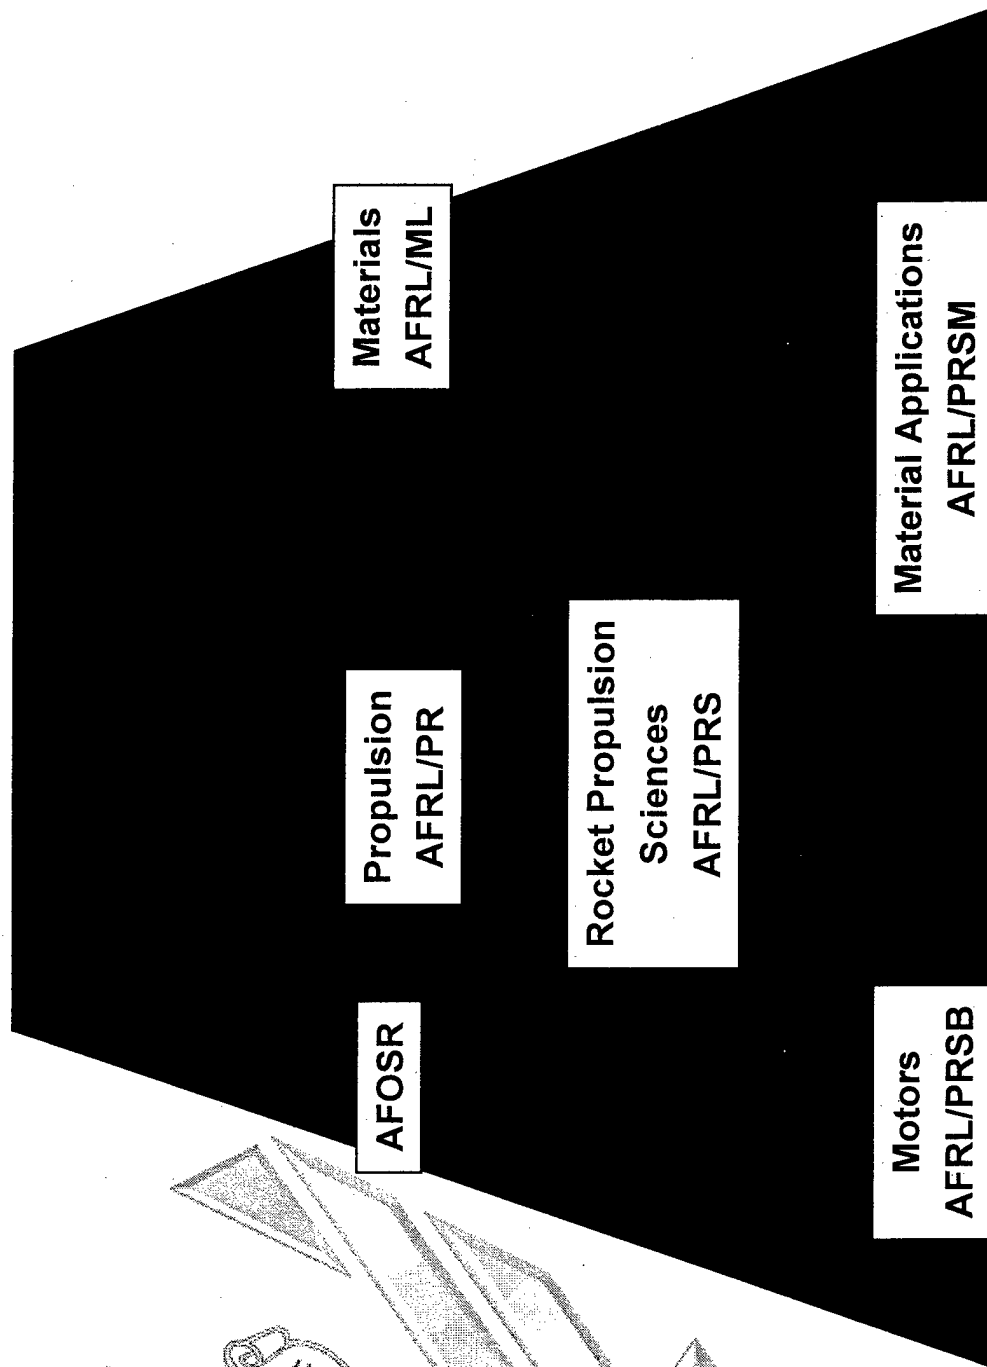 AFOSR
Propulsion
AFRL/PR
Materials
AFRL/ML
Rocket Propulsion
Sciences
AFRL/PRS
Motors
AFRL/PRSB
Material Applications
AFRL/PRSM